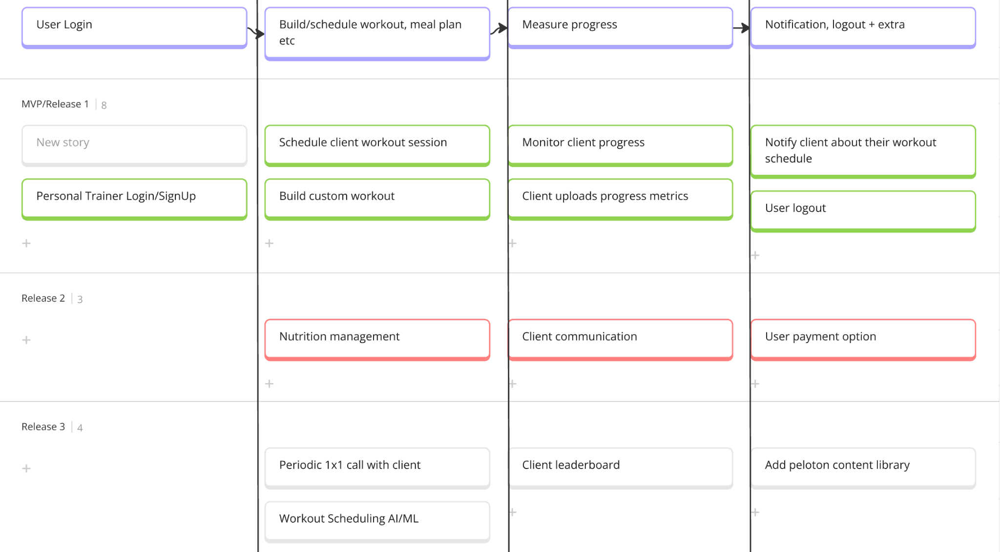 User Login
Build/schedule workout, meal plan
etc
Measure progress
Notification, logout + extra
MVP/Release 1
8
New story
Schedule client workout session
Monitor client progress
Notify client about their workout
schedule
Personal Trainer Login/SignUp
Build custom workout
Client uploads progress metrics
User logout
+
+
+
+
Release 2
3
Nutrition management
Client communication
User payment option
+
+
+
+
Release 3
4
Periodic 1x1 call with client
Client leaderboard
Add peloton content library
+
Workout Scheduling AI/ML
+
+